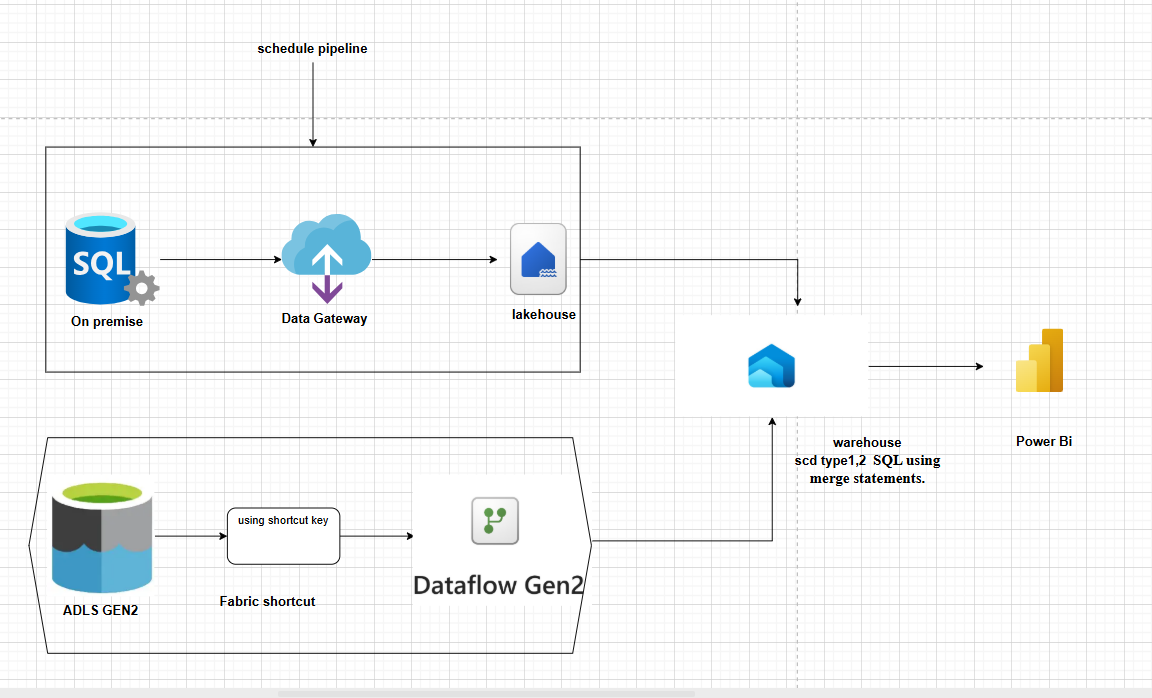 schedule pipeline
SQL
On premise
Data Gateway
lakehouse
warehouse
scd type1,2 SQL using
merge statements.
Power Bi
using shortcut key
Dataflow Gen2
Fabric shortcut
ADLS GEN2